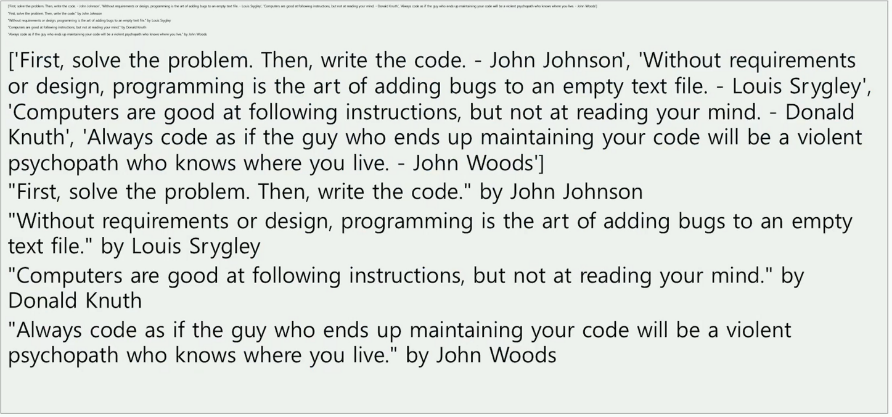 ['First, solve the problem. Then, write the code. - John Johnson', 'Without requirements or design, programming is the art of adding bugs to an empty text file. - Louis Srygley', 'Computers are good at following instructions, but not at reading your mind. - Donald Knuth', 'Always code as if the guy who ends up maintaining your code will be a violent psychopath who knows where you live. - John Woods']
"First, solve the problem. Then, write the code." by John Johnson
"Without requirements or design, programming is the art of adding bugs to an empty text file." by Louis Srygley
"Computers are good at following instructions, but not at reading your mind." by Donald Knuth
"Always code as if the guy who ends up maintaining your code will be a violent psychopath who knows where you live." by John Woods
['First, solve the problem. Then, write the code. - John Johnson', 'Without requirements
or design, programming is the art of adding bugs to an empty text file. - Louis Srygley',
'Computers are good at following instructions, but not at reading your mind. - Donald
Knuth', 'Always code as if the guy who ends up maintaining your code will be a violent
psychopath who knows where you live. - John Woods']
"First, solve the problem. Then, write the code." by John Johnson
"Without requirements or design, programming is the art of adding bugs to an empty
text file." by Louis Srygley
"Computers are good at following instructions, but not at reading your mind." by
Donald Knuth
"Always code as if the guy who ends up maintaining your code will be a violent
psychopath who knows where you live." by John Woods